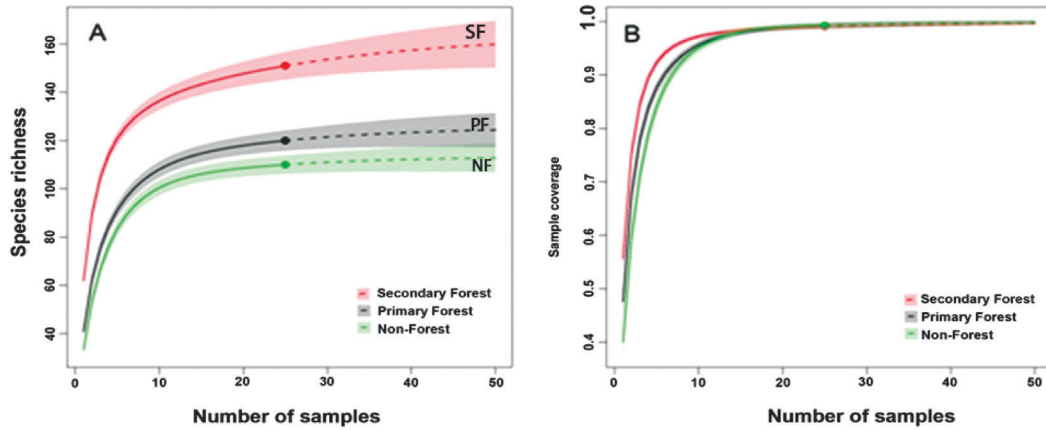 A
SF
PF
NF
Species richness
160
140
120
100
80
60
40
Secondary Forest
Primary Forest
Non-Forest
0 10 20 30 40 50
Number of samples
B
Sample coverage
1.0
0.9
0.8
0.7
0.6
0.5
0.4
Secondary Forest
Primary Forest
Non-Forest
0 10 20 30 40 50
Number of samples